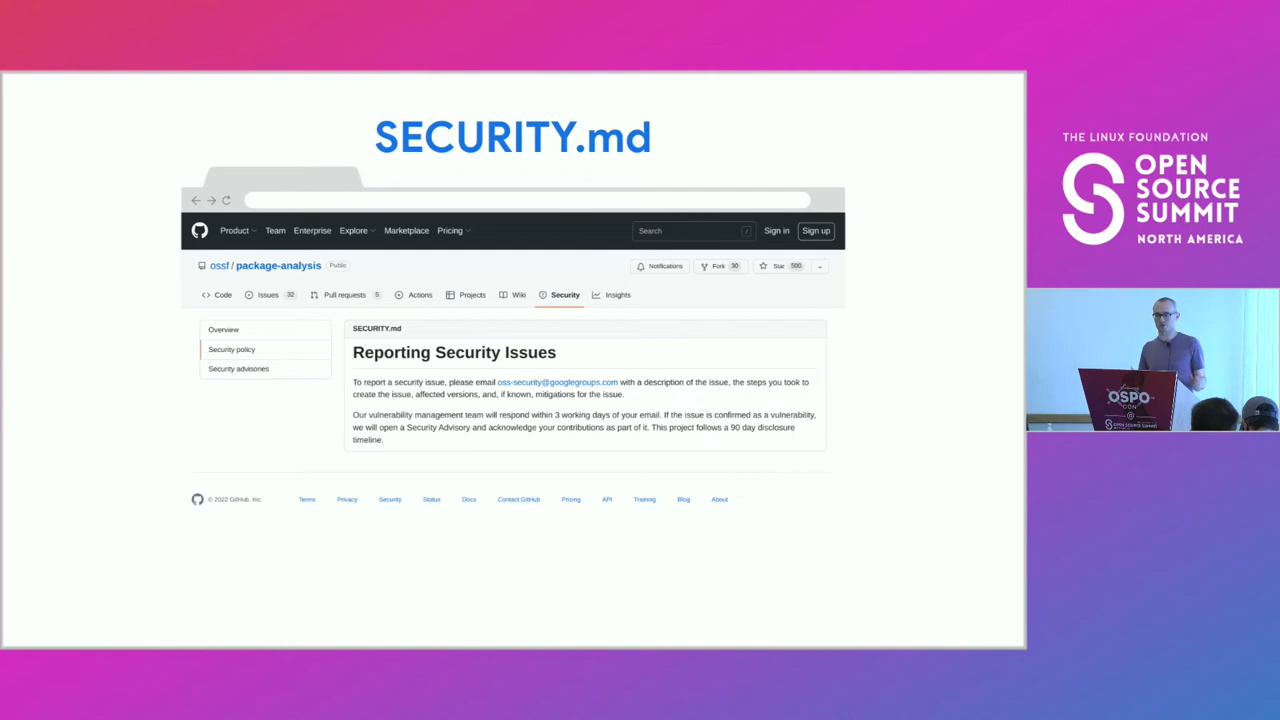 SECURITY.md
Product Team Enterprise Explore Marketplace Pricing Search / Sign in Sign up
ossf / package-analysis Public Notifications Fork 30 Star 500
Code Issues 32 Pull requests 5 Actions Projects Wiki Security Insights
Overview
Security policy
Security advisories
SECURITY.md
Reporting Security Issues
To report a security issue, please email oss-security@googlegroups.com with a description of the issue, the steps you took to
create the issue, affected versions, and, if known, mitigations for the issue.
Our vulnerability management team will respond within 3 working days of your email. If the issue is confirmed as a vulnerability,
we will open a Security Advisory and acknowledge your contributions as part of it. This project follows a 90 day disclosure
timeline.
© 2022 GitHub, Inc. Terms Privacy Security Status Docs Contact GitHub Pricing API Training Blog About
THE LINUX FOUNDATION
OPEN
SOURCE
SUMMIT
NORTH AMERICA
OSPO
CON
OPEN SOURCE SUMMIT